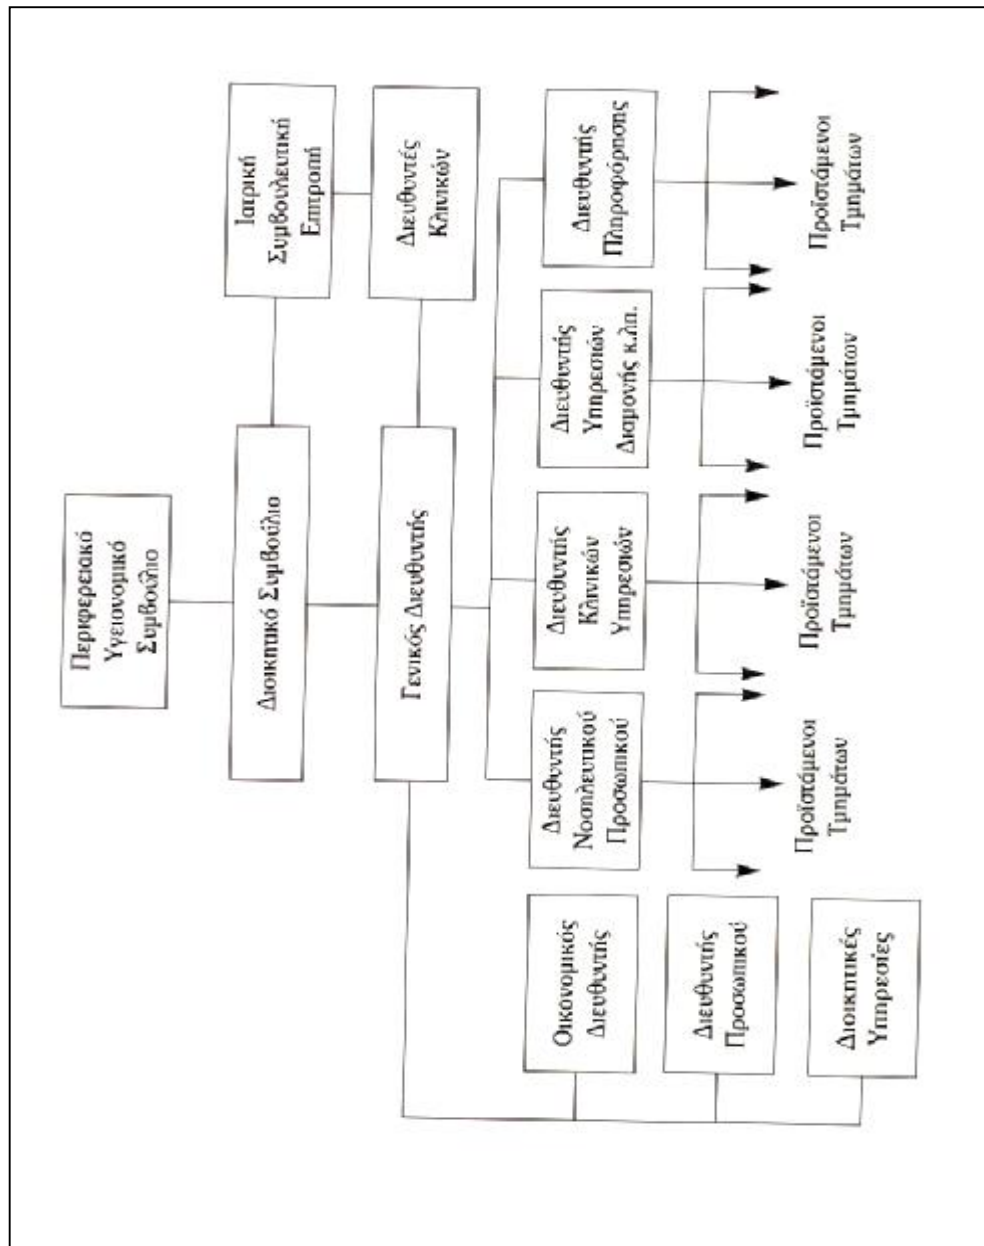 Περιφερειακό
Υγειονομικό
Συμβούλιο
Διοικητικό Συμβούλιο
Ιατρική
Συμβουλευτική
Επιτροπή
Γενικός Διευθυντής
Διευθυντές
Κλινικών
Οικονομικός
Διευθυντής
Διευθυντής
Νοσηλευτικού
Προσωπικού
Διευθυντής
Κλινικών
Υπηρεσιών
Διευθυντής
Υπηρεσιών
Διαμονής κ.λπ.
Διευθυντής
Πληροφόρησης
Διευθυντής
Προσωπικού
Διοικητικές
Υπηρεσίες
Προϊστάμενοι
Τμημάτων
Προϊστάμενοι
Τμημάτων
Προϊστάμενοι
Τμημάτων
Προϊστάμενοι
Τμημάτων